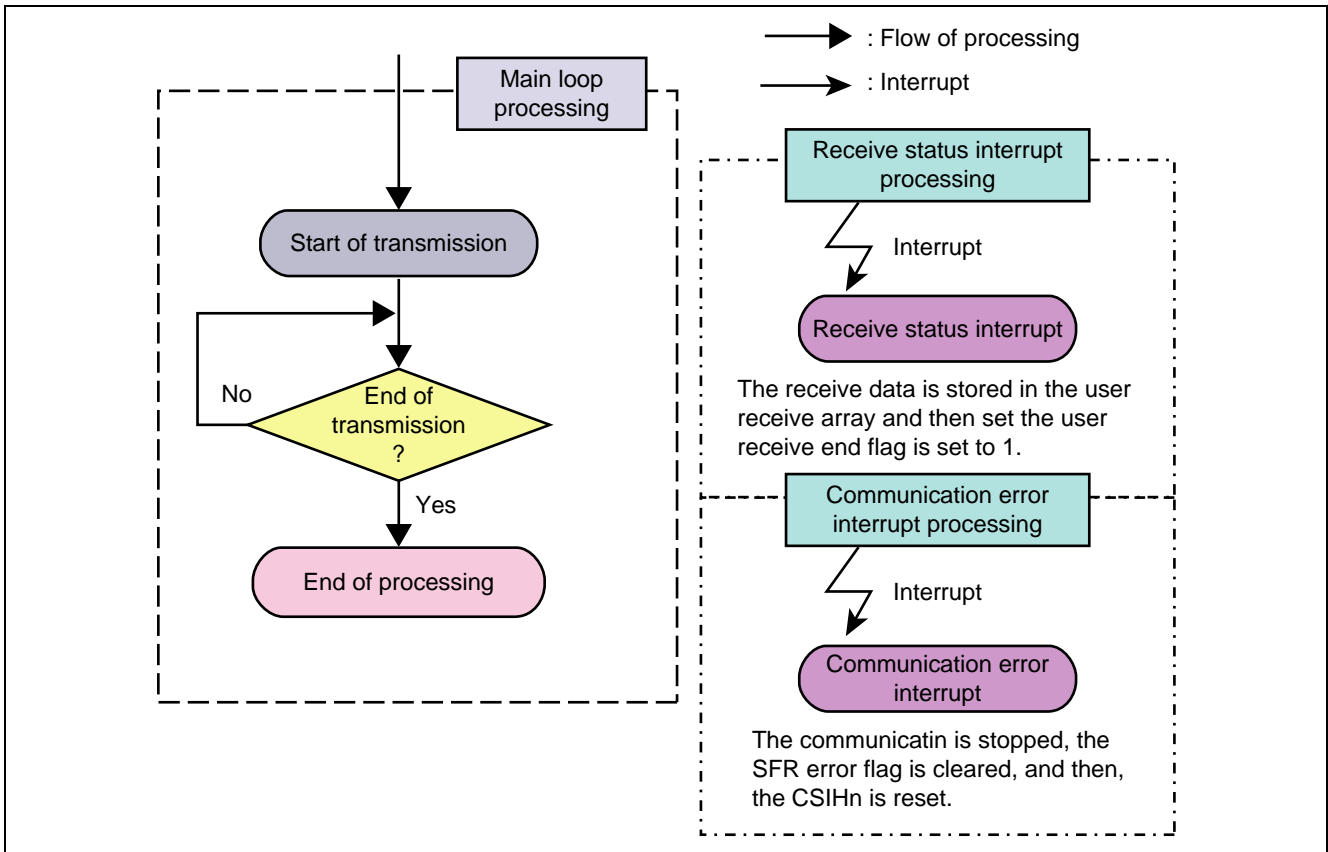 : Flow of processing
: Interrupt
Main loop
processing
Start of transmission
No
End of
transmission
?
Yes
End of processing
Receive status interrupt
processing
Interrupt
Receive status interrupt
The receive data is stored in the user
receive array and then set the user
receive end flag is set to 1.
Communication error
interrupt processing
Interrupt
Communication error
interrupt
The communicatin is stopped, the
SFR error flag is cleared, and then,
the CSIHn is reset.